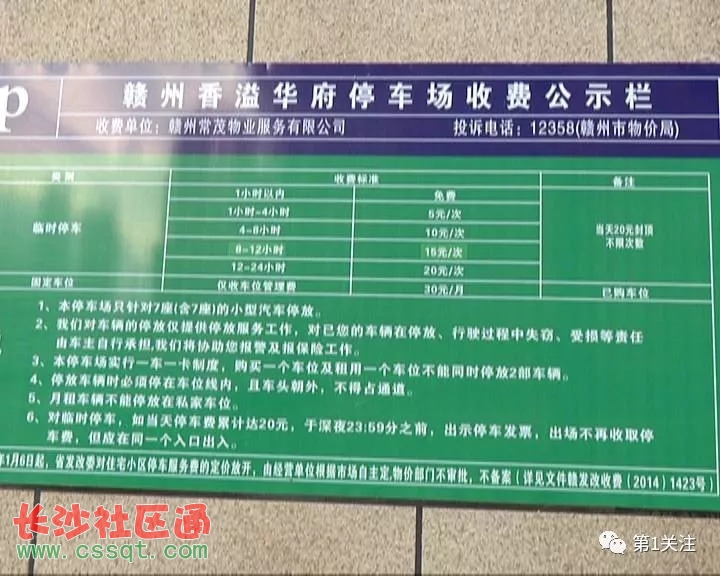 p
赣州香溢华府停车场收费公示栏
收费单位：赣州常茂物业服务有限公司 投诉电话：12358(赣州市物价局)
类别 收费标准 备注
临时停车 1小时以内 免费 当天20元封顶
1小时-4小时 5元/次 不限次数
4-8小时 10元/次
8-12小时 15元/次
12-24小时 20元/次
固定车位 仅收车位管理费 30元/月 已购车位
1、本停车场只针对7座(含7座)的小型汽车停放。
2、我们对车辆的停放仅提供停放服务工作，对已您的车辆在停放、行驶过程中失窃、受损等责任
由车主自行承担,我们将协助您报警及报保险工作。
3、本停车场实行一车一卡制度，购买一个车位及租用一个车位不能同时停放2部车辆。
4、停放车辆时必须停在车位线内，且车头朝外，不得占通道。
5、月租车辆不能停放在私家车位。
6、对临时停车，如当天停车费累计达20元，于深夜23:59分之前，出示停车发票，出场不再收取停
车费，但应在同一个入口出入。
年1月6日起，省发改委对住宅小区停车服务费的定价放开，由经营单位根据市场自主定,物价部门不审批，不备案（详见文件赣发改收费（2014）1423号）
长沙社区通
www.cssqt.com
第1关注